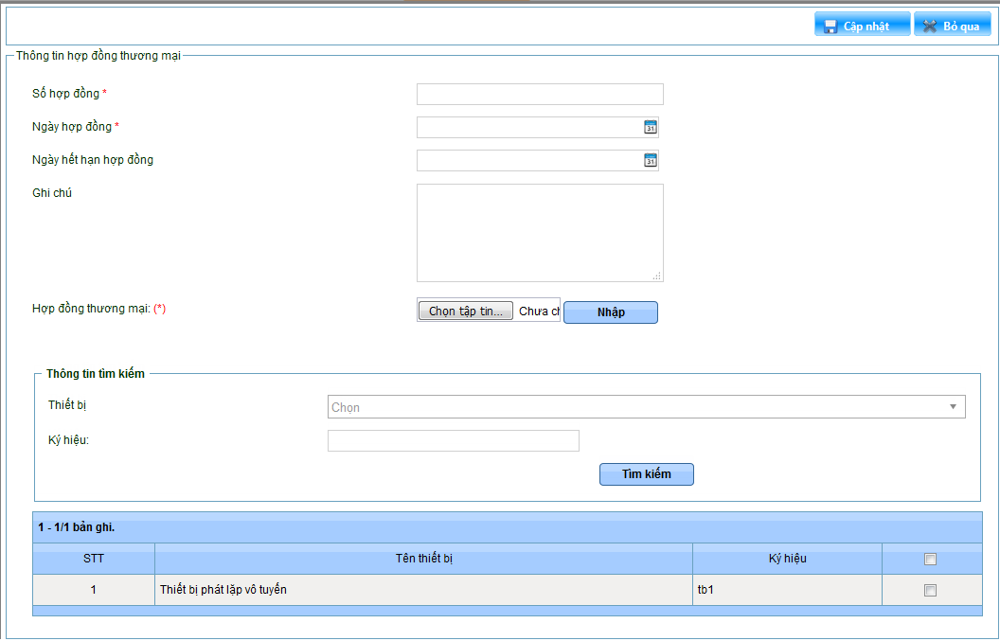 Cập nhật Bỏ qua
Thông tin hợp đồng thương mại
Số hợp đồng *
Ngày hợp đồng *
31
Ngày hết hạn hợp đồng
31
Ghi chú
Hợp đồng thương mại: (*)
Chọn tập tin... Chưa ch Nhập
Thông tin tìm kiếm
Thiết bị
Chọn
Ký hiệu:
Tìm kiếm
1 - 1/1 bản ghi.
STT Tên thiết bị Ký hiệu
1 Thiết bị phát lặp vô tuyến tb1